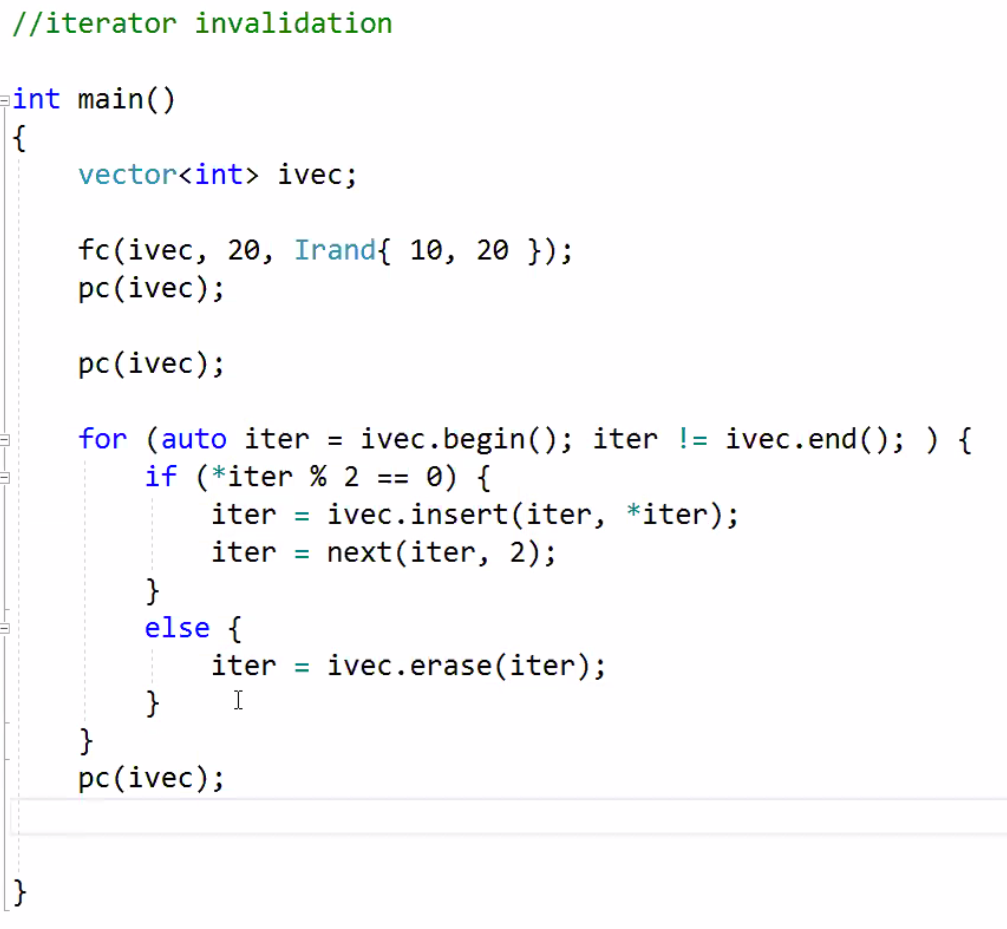 //iterator invalidation
int main()
{
    vector<int> ivec;
    fc(ivec, 20, Irand{ 10, 20 });
    pc(ivec);
    pc(ivec);
    for (auto iter = ivec.begin(); iter != ivec.end(); ) {
        if (*iter % 2 == 0) {
            iter = ivec.insert(iter, *iter);
            iter = next(iter, 2);
        }
        else {
            iter = ivec.erase(iter);
        }
    }
    pc(ivec);
}